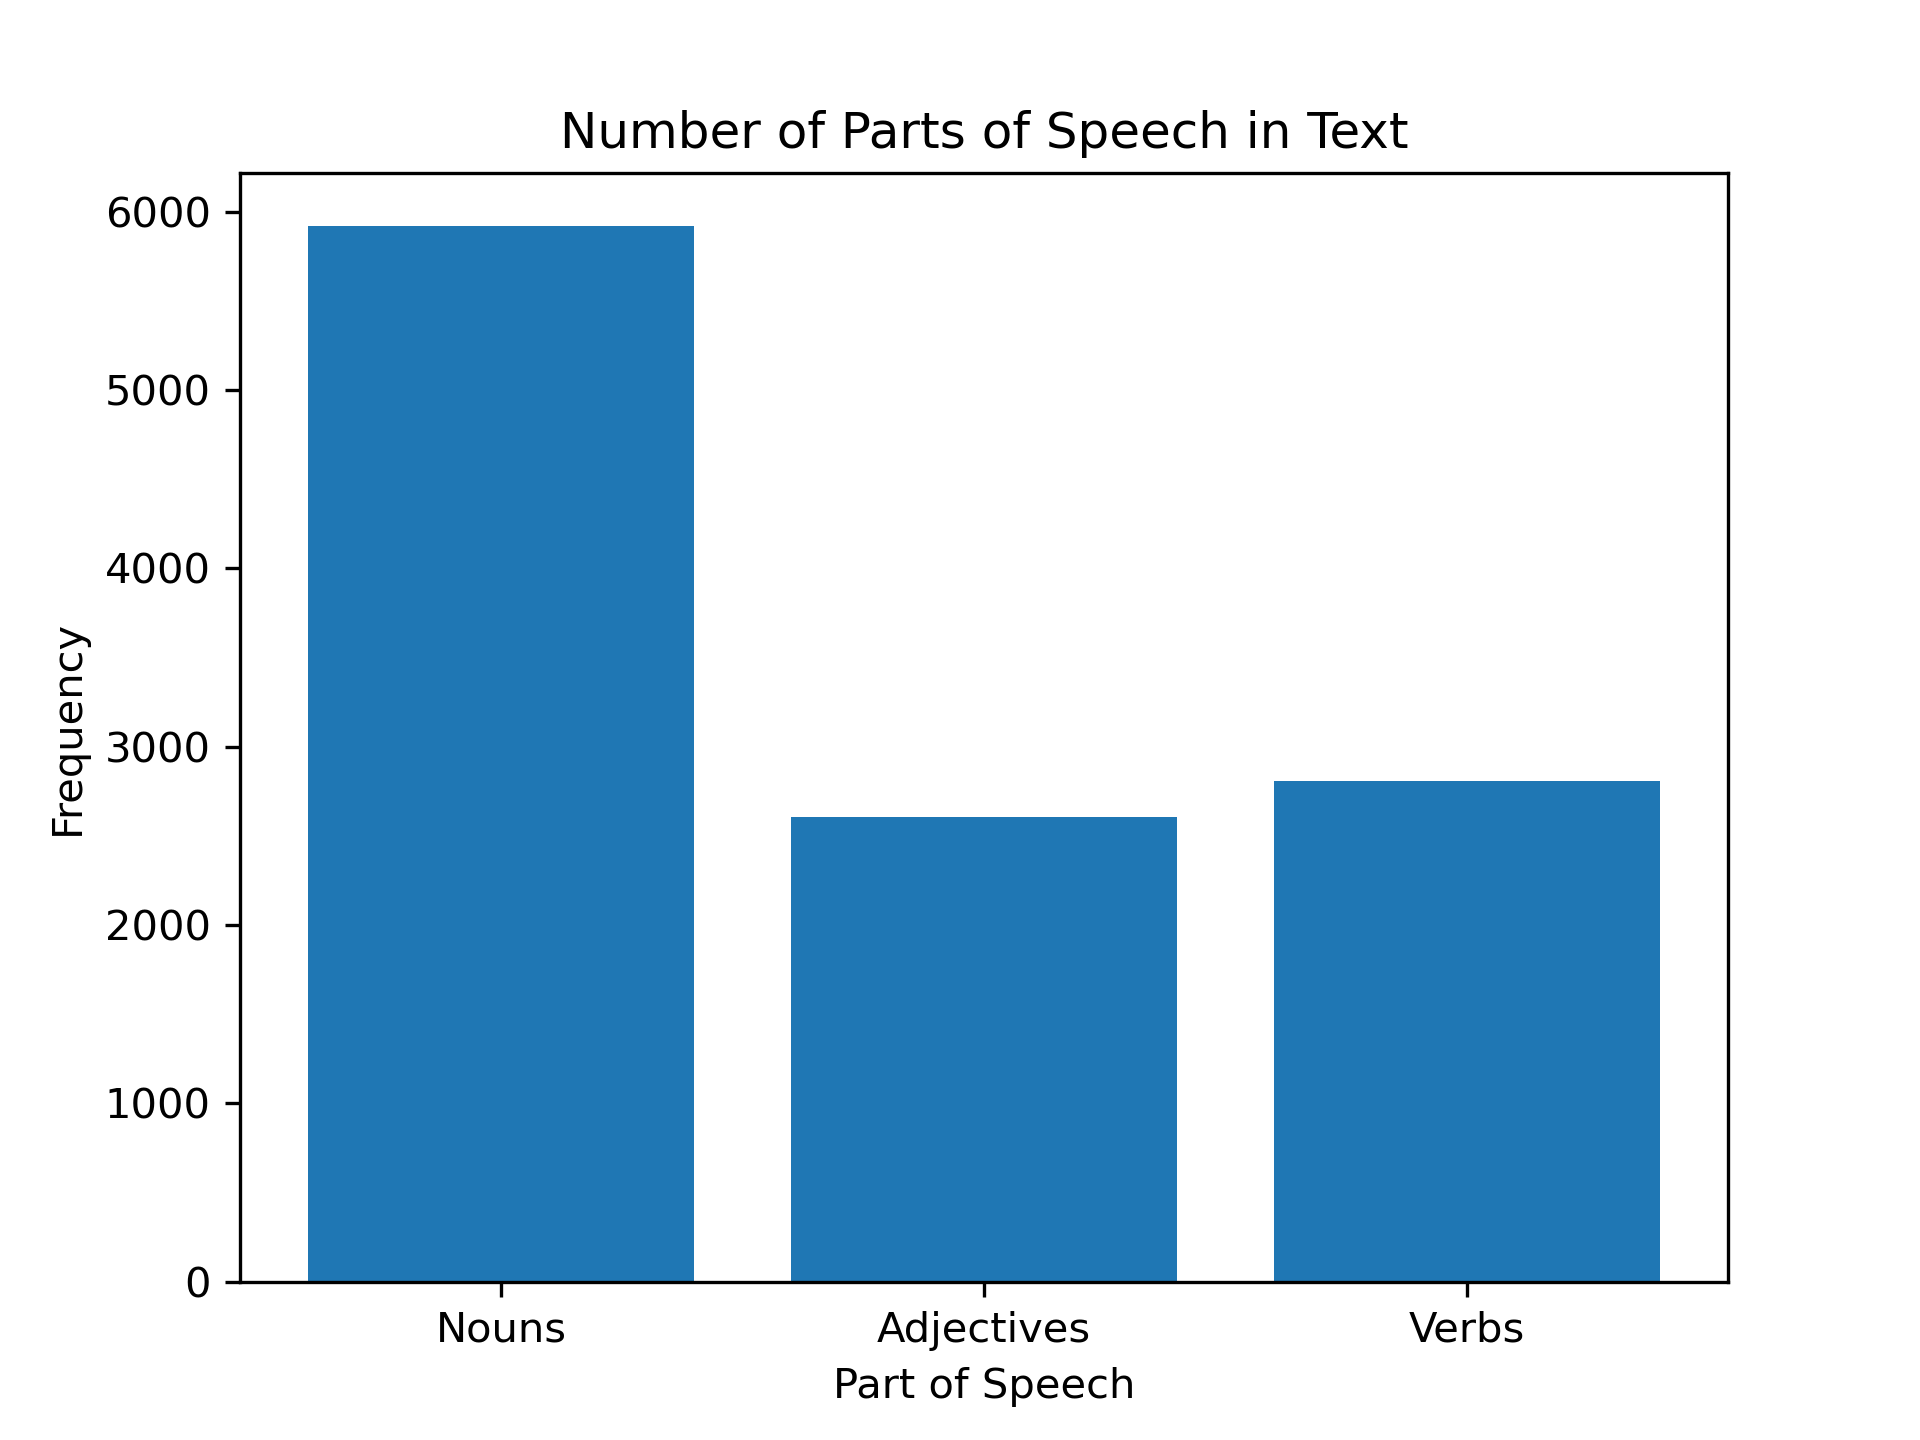 Number of Parts of Speech in Text
6000
5000
4000
3000
2000
1000
0
Frequency
Nouns Adjectives Verbs
Part of Speech